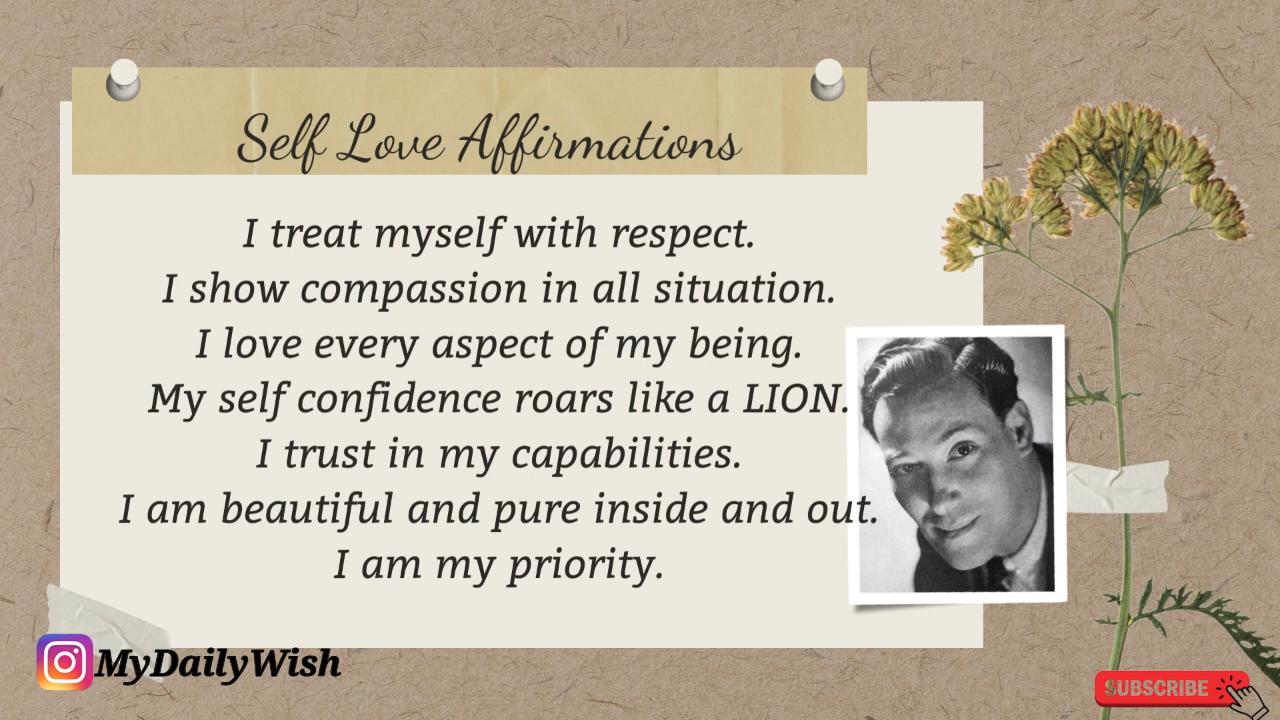 Self Love Affirmations
I treat myself with respect.
I show compassion in all situation.
I love every aspect of my being.
My self confidence roars like a LION.
I trust in my capabilities.
I am beautiful and pure inside and out.
I am my priority.
MyDailyWish
SUBSCRIBE